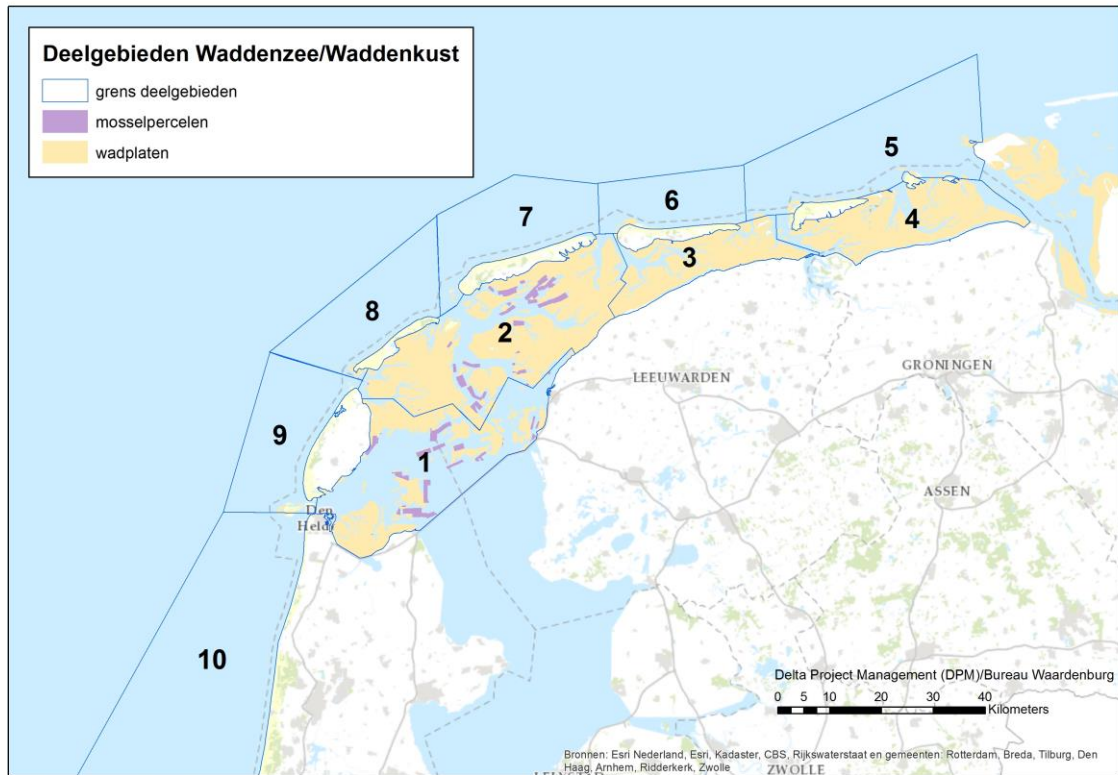 Deelgebieden Waddenzee/Waddenkust
grens deelgebieden
mosselpercelen
wadplaten
5
6
7
4
3
8
2
LEEUWARDEN
GRONINGEN
9
1
ASSEN
Den
Held
10
Delta Project Management (DPM)/Bureau Waardenburg
0 5 10 20 30 40
Kilometers
Bronnen: Esri Nederland, Esri, Kadaster, CBS, Rijkswaterstaat en gemeenten: Rotterdam, Breda, Tilburg, Den
Haag, Arnhem, Ridderkerk, Zwolle
ZWOLLE